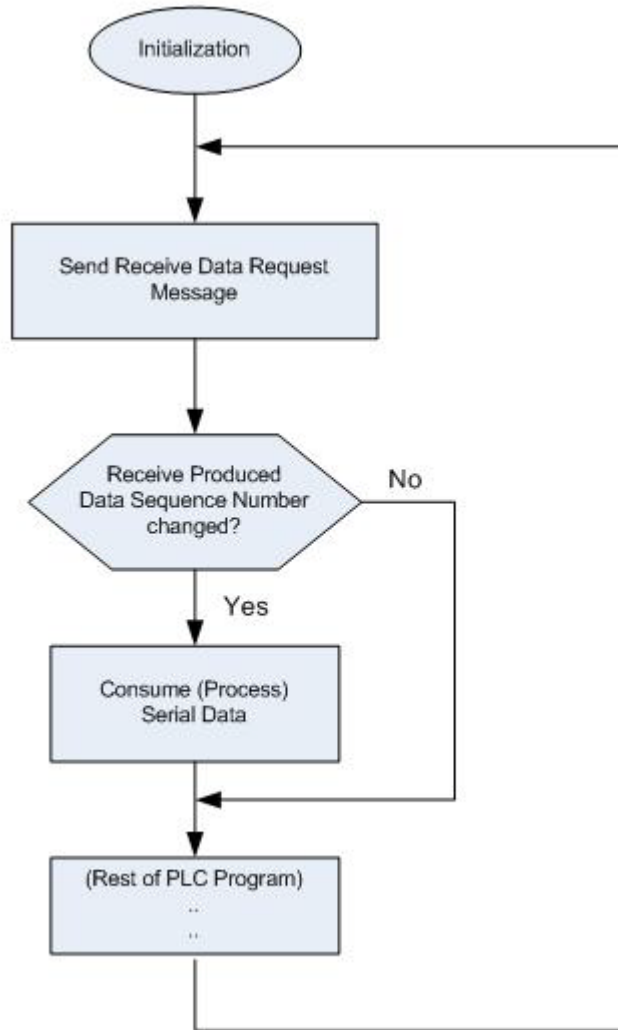 Initialization
Send Receive Data Request
Message
Receive Produced
Data Sequence Number
changed?
No
Yes
Consume (Process)
Serial Data
(Rest of PLC Program)
..
..